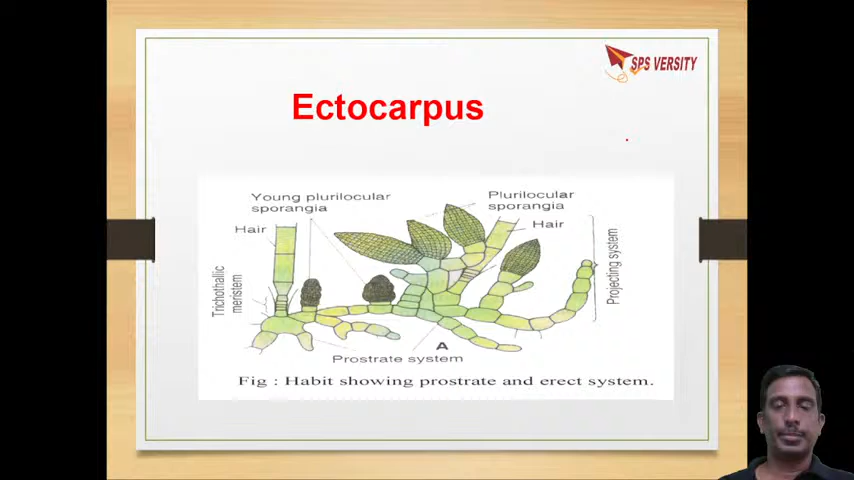 SPS VERSITY
Ectocarpus
Young plurilocular
sporangia
Plurilocular
sporangia
Hair
Hair
Trichothallic
meristem
Projecting system
A
Prostrate system
Fig : Habit showing prostrate and erect system.